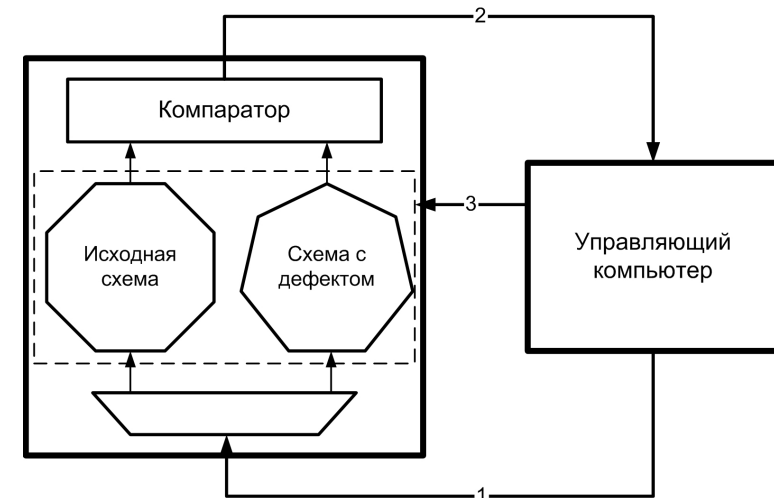 2
Компаратор
3
Исходная
схема
Схема с
дефектом
Управляющий
компьютер
1